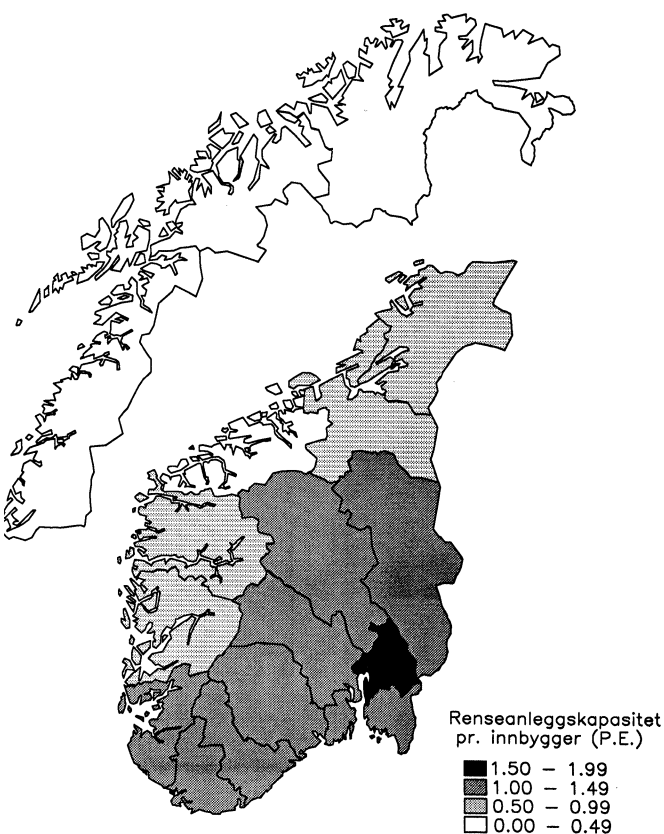 Renseanleggskapasitet
pr. innbygger (P.E.)
1.50 – 1.99
1.00 – 1.49
0.50 – 0.99
0.00 – 0.49